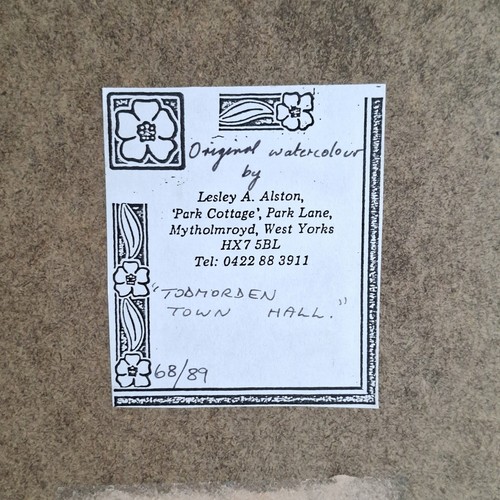 Original watercolour
by
Lesley A. Alston,
'Park Cottage', Park Lane,
Mytholmroyd, West Yorks
HX7 5BL
Tel: 0422 88 3911
"TODMORDEN
TOWN HALL."
68/89